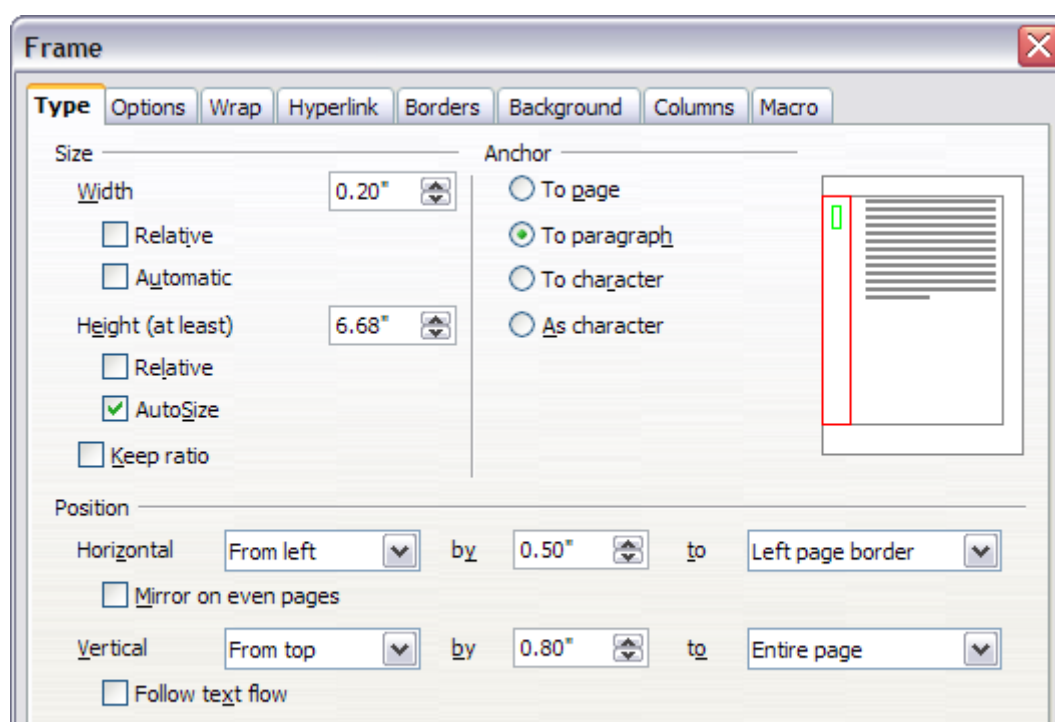 Frame
Type Options Wrap Hyperlink Borders Background Columns Macro
Size Anchor
Width 0.20" To page
Relative To paragraph
Automatic To character
Height (at least) 6.68" As character
Relative
AutoSize
Keep ratio
Position
Horizontal From left by 0.50" to Left page border
Mirror on even pages
Vertical From top by 0.80" to Entire page
Follow text flow